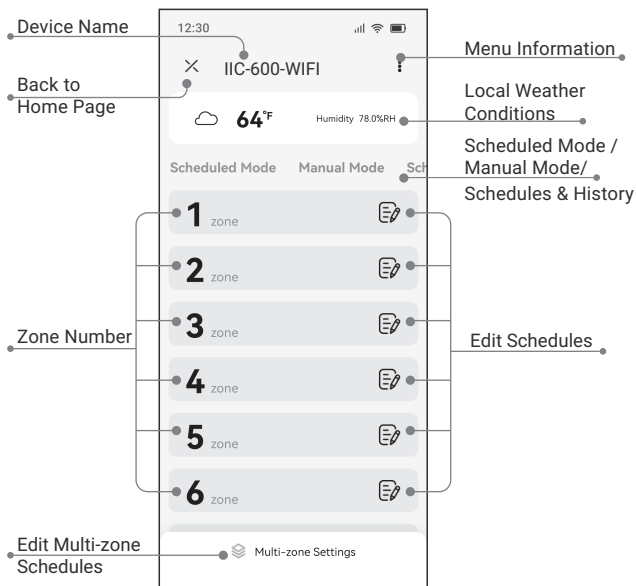 Device Name
Back to
Home Page
12:30
IIC-600-WIFI
64°F
Humidity 78.0%RH
Scheduled Mode
Manual Mode
Sch
1 zone
2 zone
3 zone
4 zone
5 zone
6 zone
Multi-zone Settings
Zone Number
Edit Multi-zone
Schedules
Menu Information
Local Weather
Conditions
Scheduled Mode /
Manual Mode/
Schedules & History
Edit Schedules